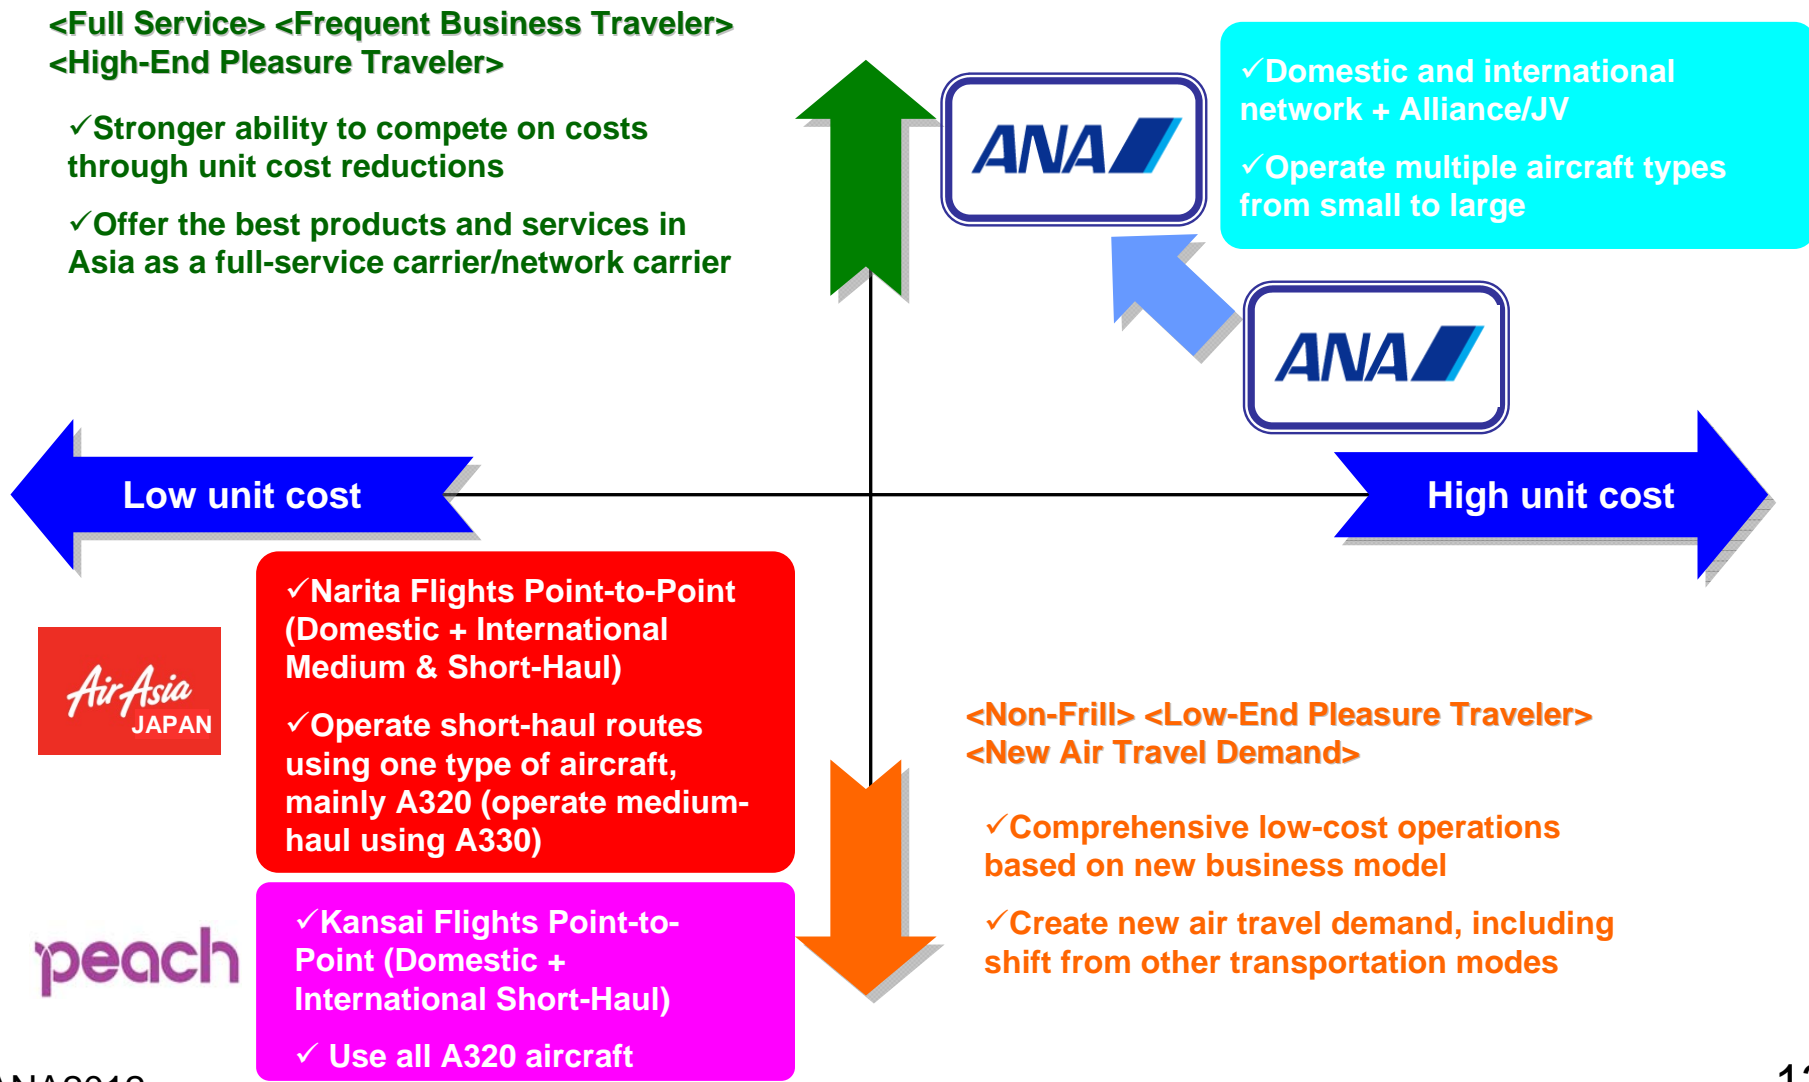 <Full Service> <Frequent Business Traveler>
<High-End Pleasure Traveler>
✓Stronger ability to compete on costs
through unit cost reductions
✓Offer the best products and services in
Asia as a full-service carrier/network carrier
ANA
✓Domestic and international
network + Alliance/JV
✓Operate multiple aircraft types
from small to large
ANA
Low unit cost
High unit cost
AirAsia
JAPAN
✓Narita Flights Point-to-Point
(Domestic + International
Medium & Short-Haul)
✓Operate short-haul routes
using one type of aircraft,
mainly A320 (operate medium-
haul using A330)
<Non-Frill> <Low-End Pleasure Traveler>
<New Air Travel Demand>
✓Comprehensive low-cost operations
based on new business model
✓Create new air travel demand, including
shift from other transportation modes
peach
✓Kansai Flights Point-to-
Point (Domestic +
International Short-Haul)
✓ Use all A320 aircraft